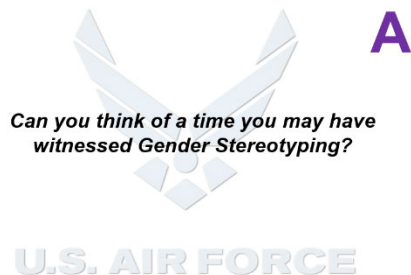 A
Can you think of a time you may have
witnessed Gender Stereotyping?
U.S. AIR FORCE